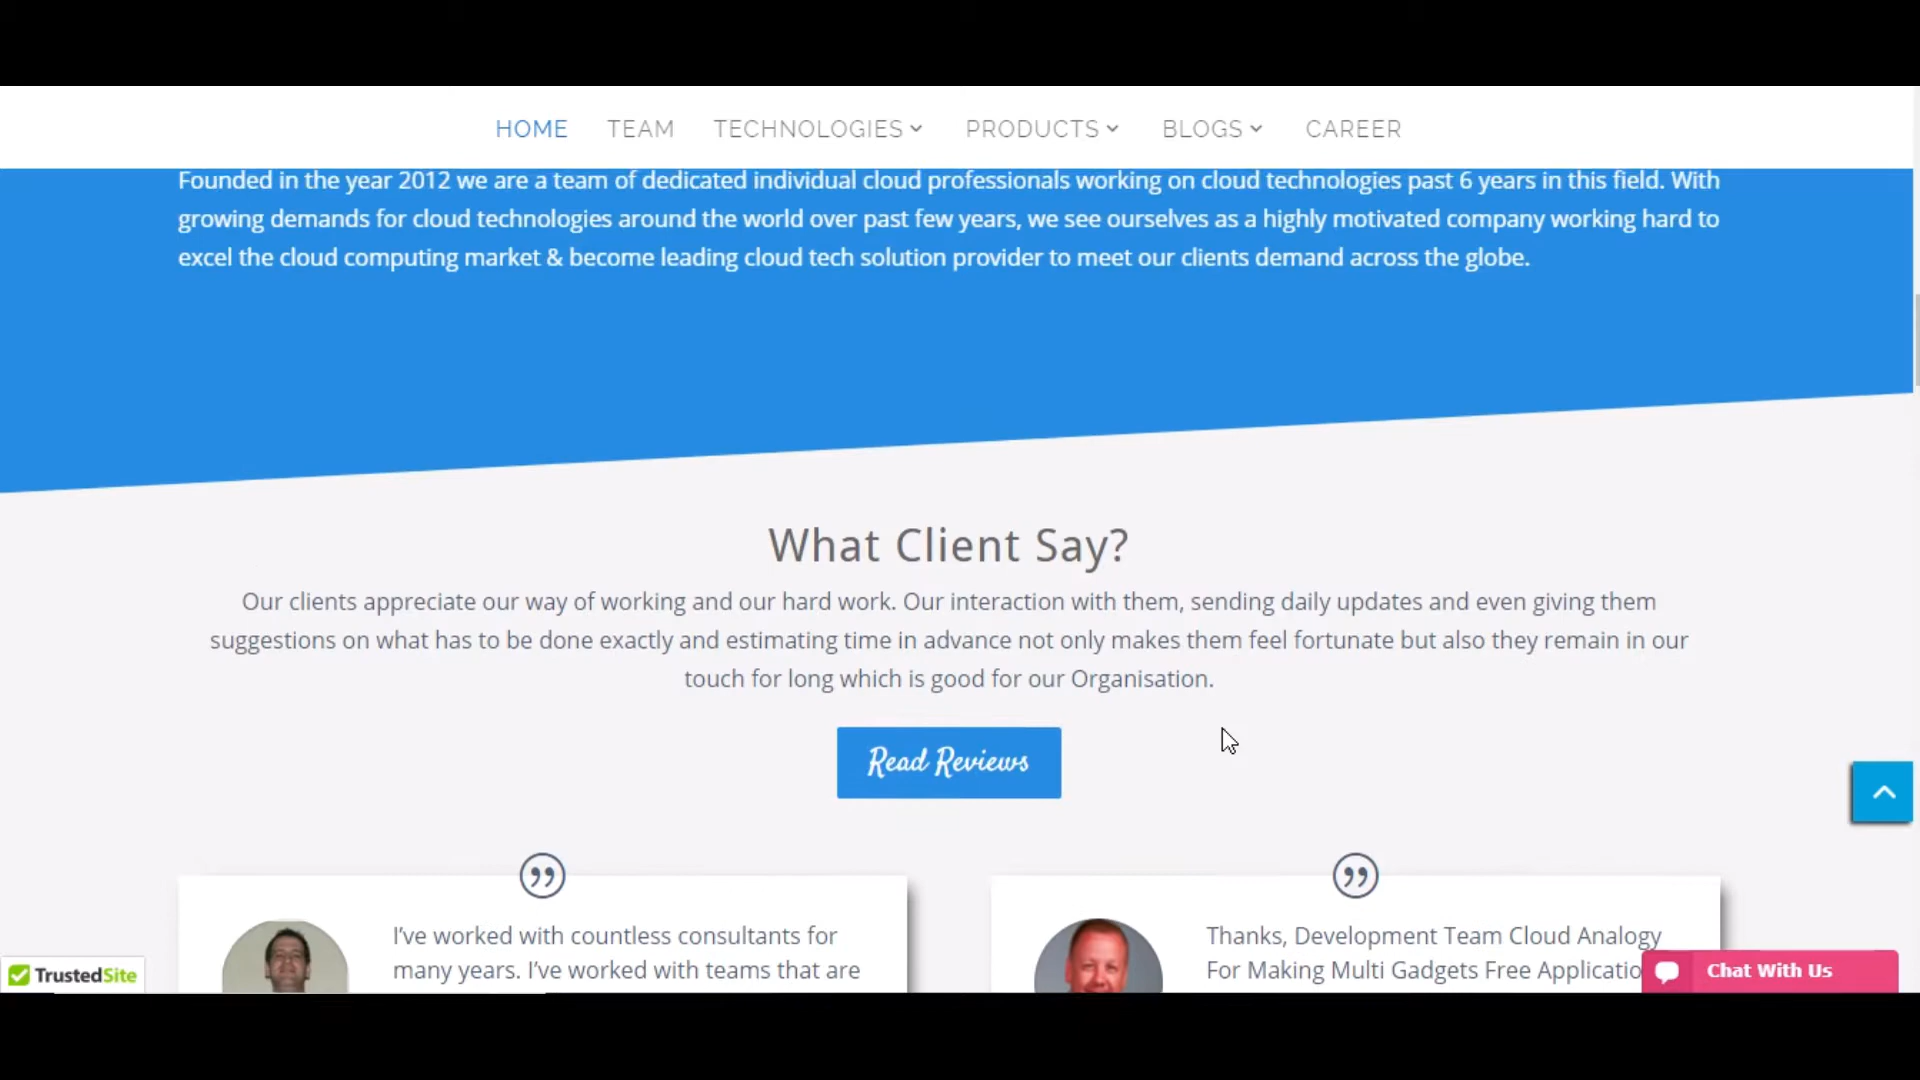 HOME TEAM TECHNOLOGIES PRODUCTS BLOGS CAREER
Founded in the year 2012 we are a team of dedicated individual cloud professionals working on cloud technologies past 6 years in this field. With
growing demands for cloud technologies around the world over past few years, we see ourselves as a highly motivated company working hard to
excel the cloud computing market & become leading cloud tech solution provider to meet our clients demand across the globe.
What Client Say?
Our clients appreciate our way of working and our hard work. Our interaction with them, sending daily updates and even giving them
suggestions on what has to be done exactly and estimating time in advance not only makes them feel fortunate but also they remain in our
touch for long which is good for our Organisation.
Read Reviews
I've worked with countless consultants for
many years. I've worked with teams that are
Thanks, Development Team Cloud Analogy
For Making Multi Gadgets Free Applicatio
TrustedSite
Chat With Us